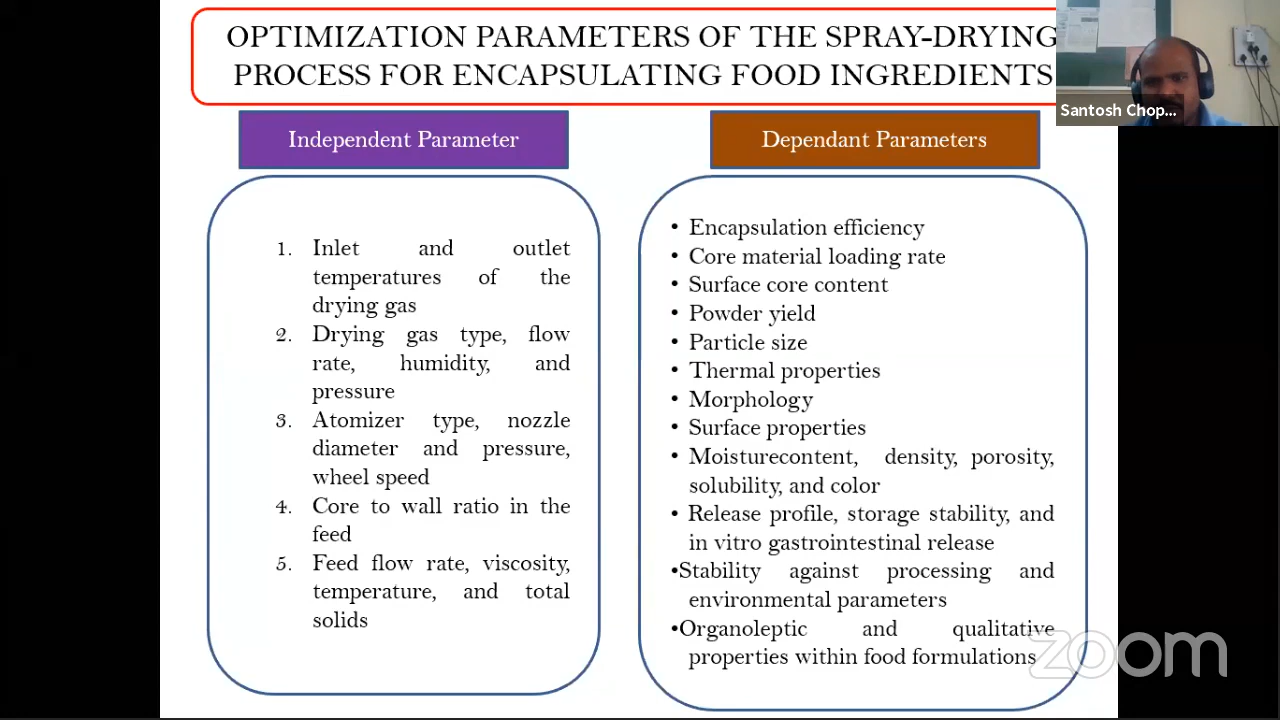 OPTIMIZATION PARAMETERS OF THE SPRAY-DRYING
PROCESS FOR ENCAPSULATING FOOD INGREDIENTS
Santosh Chop...
Independent Parameter
1. Inlet and outlet
temperatures of the
drying gas
2. Drying gas type, flow
rate, humidity, and
pressure
3. Atomizer type, nozzle
diameter and pressure,
wheel speed
4. Core to wall ratio in the
feed
5. Feed flow rate, viscosity,
temperature, and total
solids
Dependant Parameters
• Encapsulation efficiency
• Core material loading rate
• Surface core content
• Powder yield
• Particle size
• Thermal properties
• Morphology
• Surface properties
• Moisturecontent, density, porosity,
solubility, and color
• Release profile, storage stability, and
in vitro gastrointestinal release
•Stability against processing and
environmental parameters
•Organoleptic and qualitative
properties within food formulations
zoom